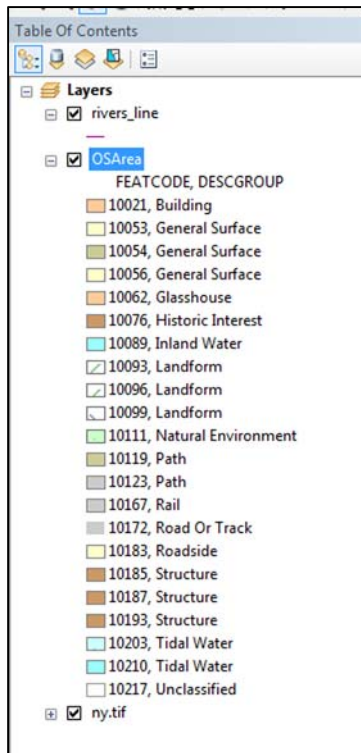 Table Of Contents
Layers
rivers_line
OSArea
FEATCODE, DESCGROUP
10021, Building
10053, General Surface
10054, General Surface
10056, General Surface
10062, Glasshouse
10076, Historic Interest
10089, Inland Water
10093, Landform
10096, Landform
10099, Landform
10111, Natural Environment
10119, Path
10123, Path
10167, Rail
10172, Road Or Track
10183, Roadside
10185, Structure
10187, Structure
10193, Structure
10203, Tidal Water
10210, Tidal Water
10217, Unclassified
ny.tif